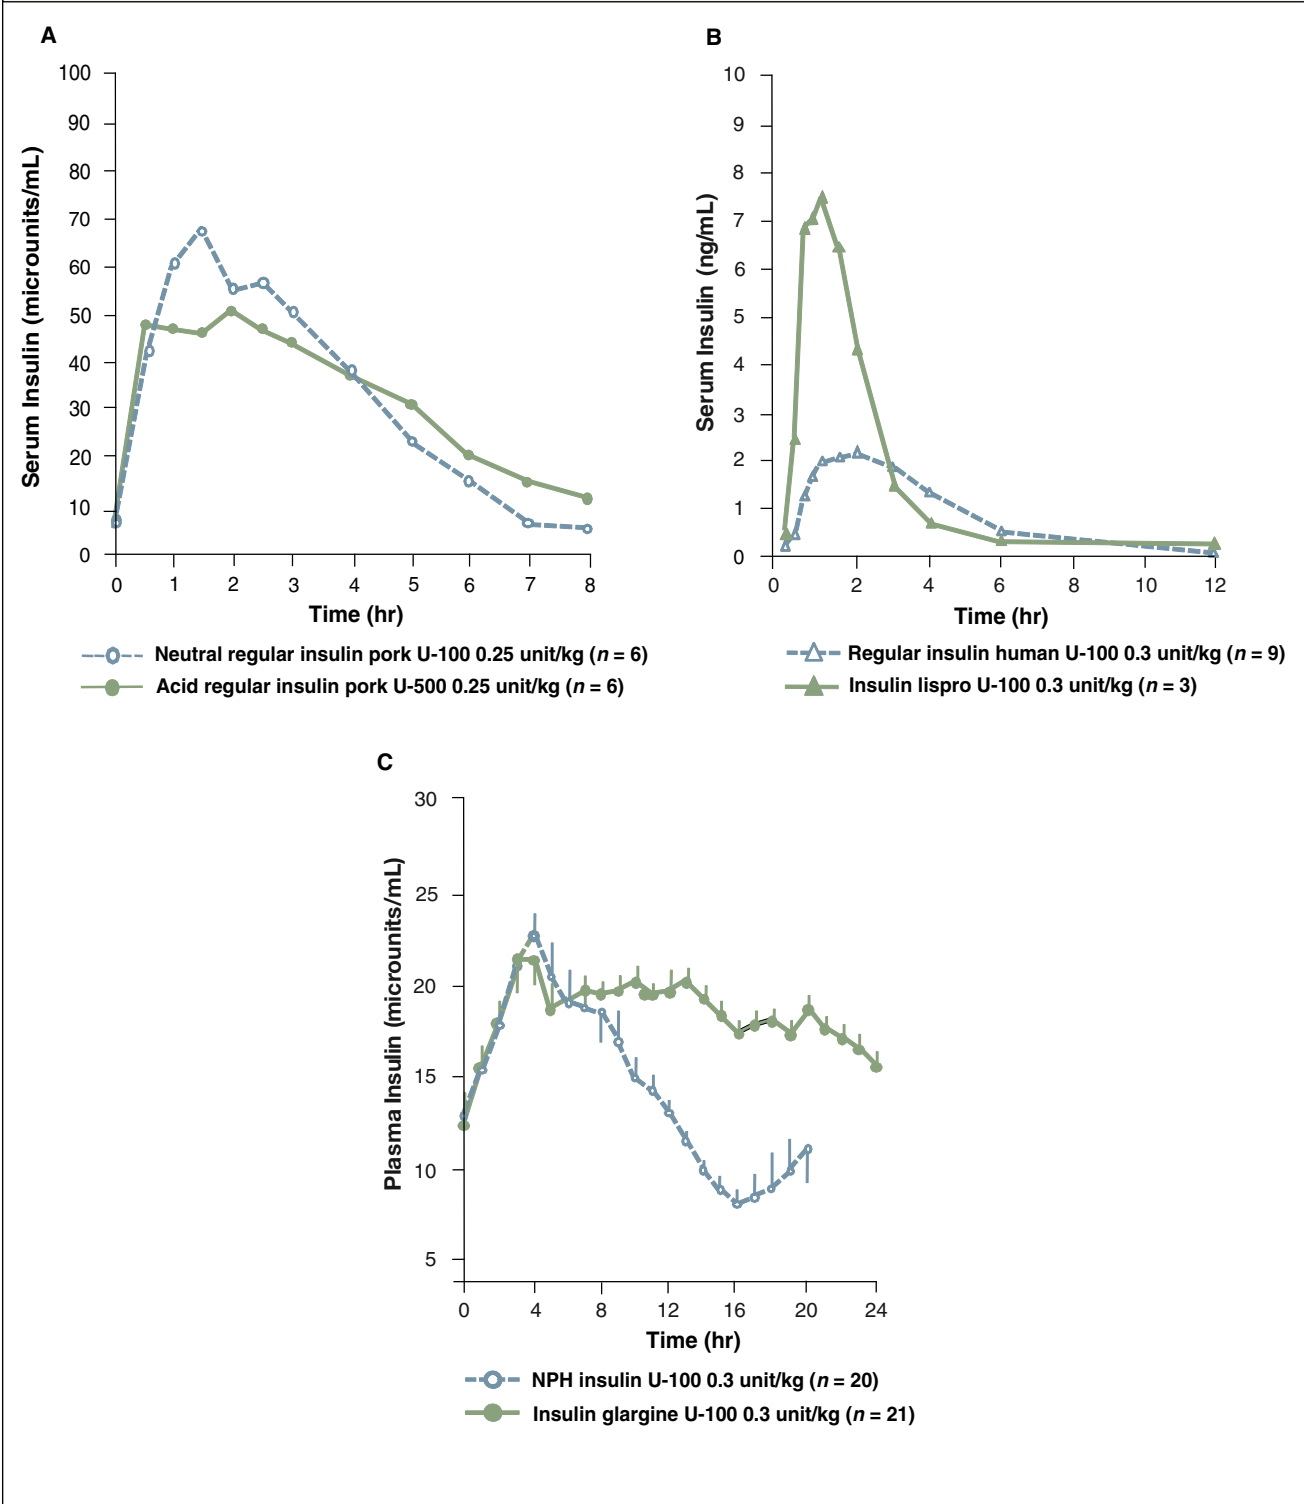 A
100
90
80
70
60
50
40
30
20
10
0
Serum Insulin (microunits/mL)
0 1 2 3 4 5 6 7 8
Time (hr)
Neutral regular insulin pork U-100 0.25 unit/kg (n = 6)
Acid regular insulin pork U-500 0.25 unit/kg (n = 6)
B
10
9
8
7
6
5
4
3
2
1
0
Serum Insulin (ng/mL)
0 2 4 6 8 10 12
Time (hr)
Regular insulin human U-100 0.3 unit/kg (n = 9)
Insulin lispro U-100 0.3 unit/kg (n = 3)
C
30
25
20
15
10
5
Plasma Insulin (microunits/mL)
0 4 8 12 16 20 24
Time (hr)
NPH insulin U-100 0.3 unit/kg (n = 20)
Insulin glargine U-100 0.3 unit/kg (n = 21)